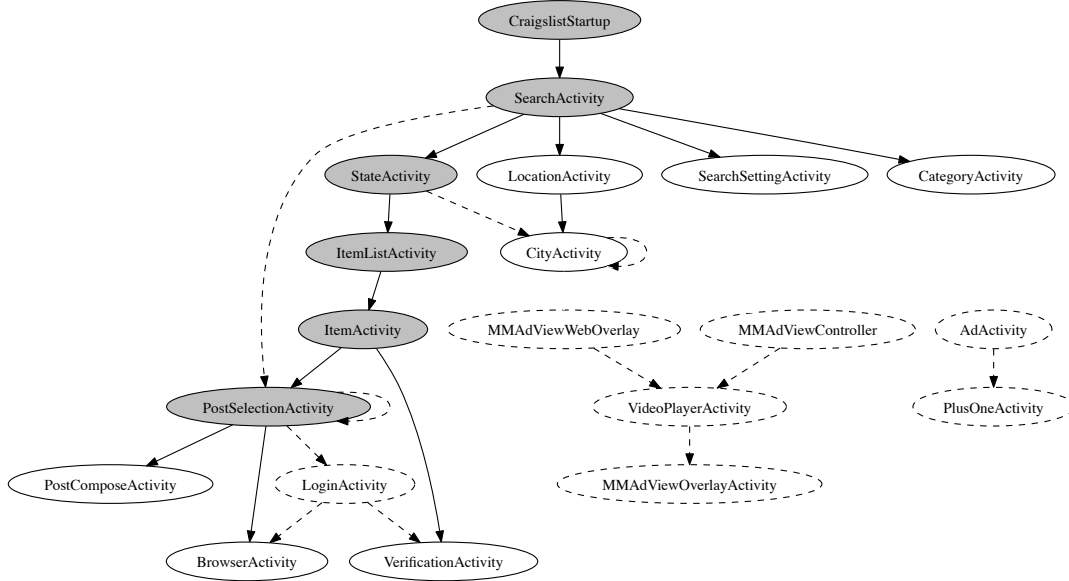 CraigslistStartup
SearchActivity
StateActivity
LocationActivity
SearchSettingActivity
CategoryActivity
ItemListActivity
CityActivity
ItemActivity
MMAdViewWebOverlay
MMAdViewController
AdActivity
PostSelectionActivity
VideoPlayerActivity
PlusOneActivity
PostComposeActivity
LoginActivity
MMAdViewOverlayActivity
BrowserActivity
VerificationActivity